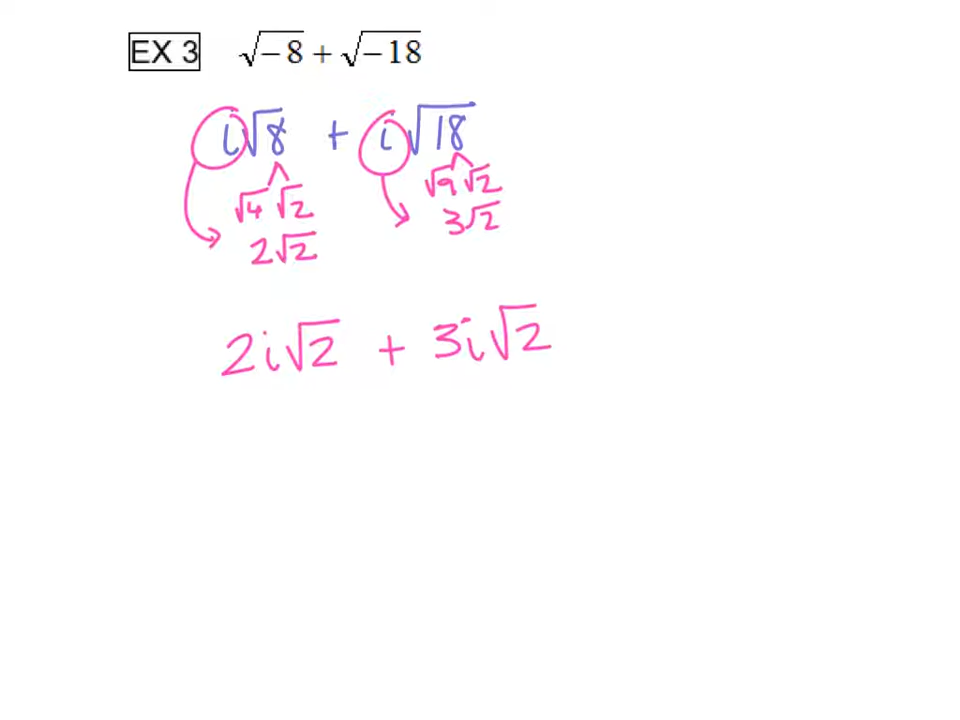 EX 3 √−8 + √−18
i√8 + i√18
√4 √2 √9 √2
2√2 3√2
2i√2 + 3i√2